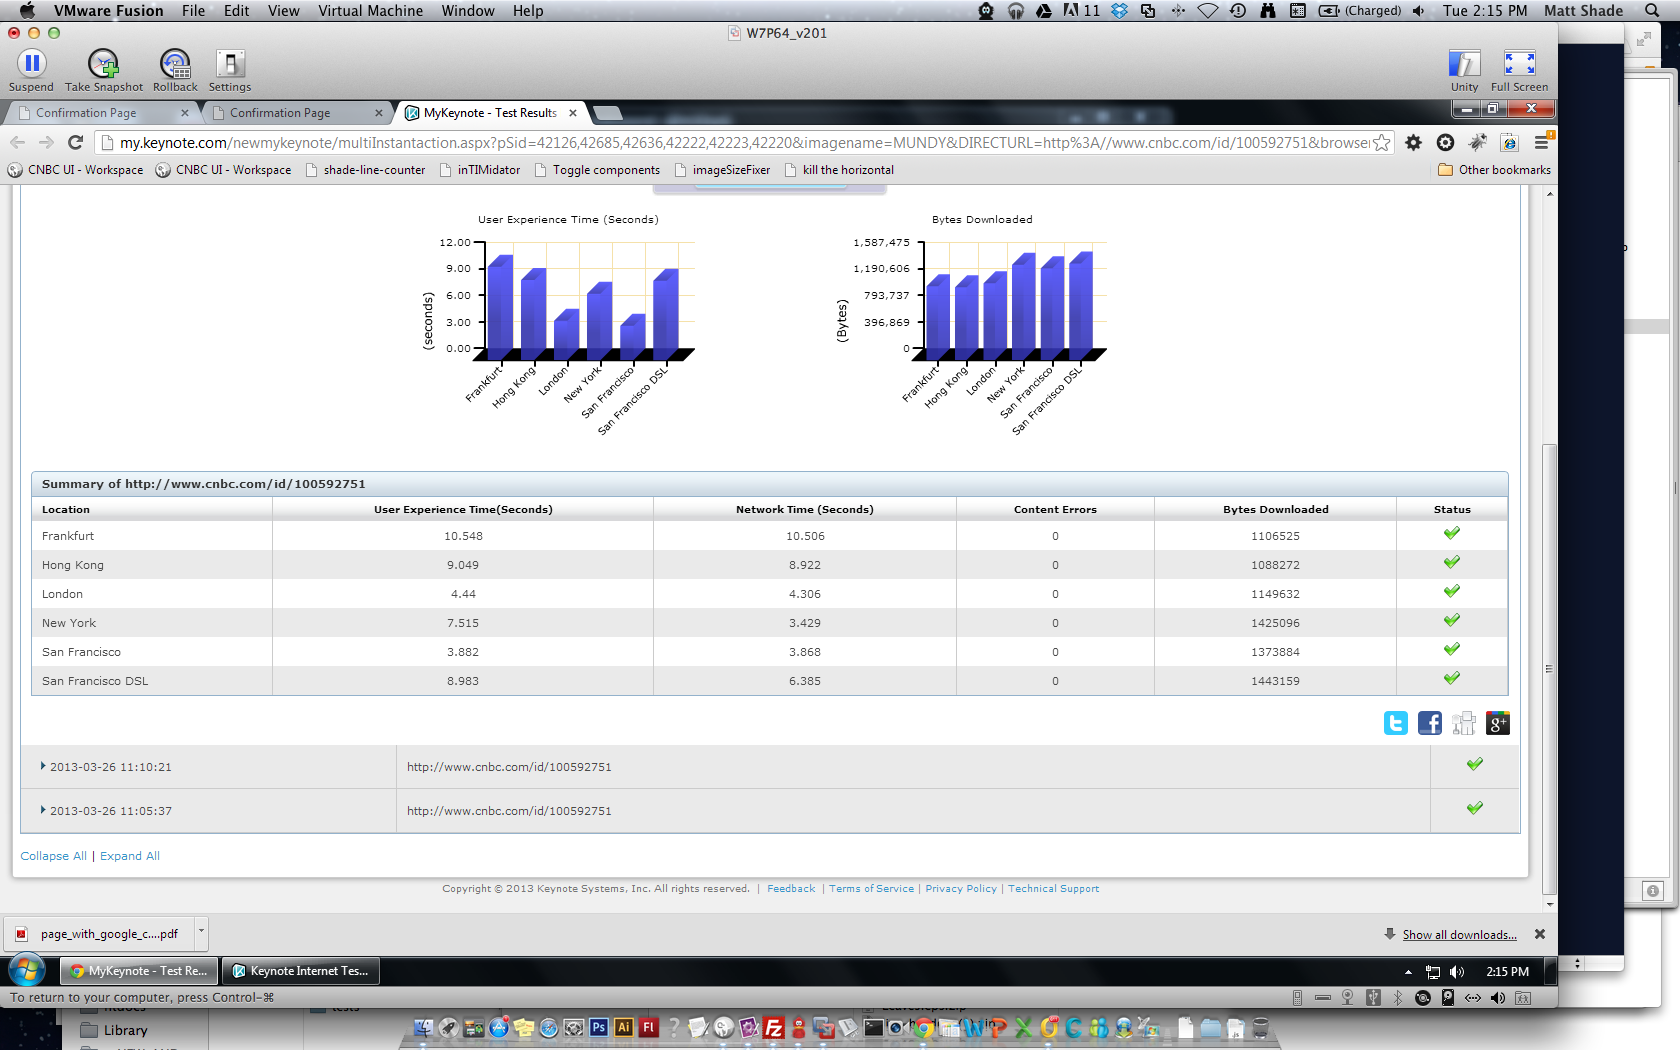 VMware Fusion File Edit View Virtual Machine Window Help 11 (Charged) Tue 2:15 PM Matt Shade
W7P64_v201
Suspend Take Snapshot Rollback Settings Unity Full Screen
Confirmation Page Confirmation Page MyKeynote - Test Results
my.keynote.com/newmykeynote/multiInstantaction.aspx?pSid=42126,42685,42636,42222,42223,42220&imagename=MUNDY&DIRECTURL=http%3A//www.cnbc.com/id/100592751&browse
CNBC UI - Workspace CNBC UI - Workspace shade-line-counter inTIMidator Toggle components imageSizeFixer kill the horizontal Other bookmarks
User Experience Time (Seconds)
12.00
9.00
6.00
3.00
0.00
(seconds)
Frankfurt
Hong Kong
London
New York
San Francisco
San Francisco DSL
Bytes Downloaded
1,587,475
1,190,606
793,737
396,869
0
(Bytes)
Frankfurt
Hong Kong
London
New York
San Francisco
San Francisco DSL
Summary of http://www.cnbc.com/id/100592751
Location User Experience Time(Seconds) Network Time (Seconds) Content Errors Bytes Downloaded Status
Frankfurt 10.548 10.506 0 1106525
Hong Kong 9.049 8.922 0 1088272
London 4.44 4.306 0 1149632
New York 7.515 3.429 0 1425096
San Francisco 3.882 3.868 0 1373884
San Francisco DSL 8.983 6.385 0 1443159
2013-03-26 11:10:21 http://www.cnbc.com/id/100592751
2013-03-26 11:05:37 http://www.cnbc.com/id/100592751
Collapse All | Expand All
Copyright © 2013 Keynote Systems, Inc. All rights reserved. | Feedback | Terms of Service | Privacy Policy | Technical Support
page_with_google_c....pdf Show all downloads...
MyKeynote - Test Re... Keynote Internet Tes... 2:15 PM
To return to your computer, press Control-⌘
Library